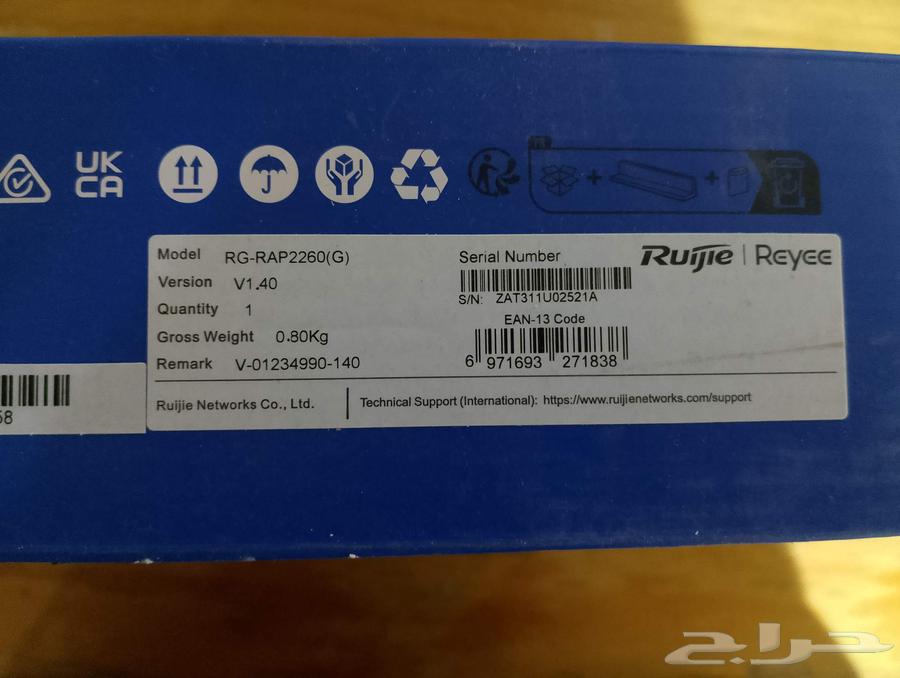 UK
CA
FR
Model RG-RAP2260(G)
Version V1.40
Quantity 1
Gross Weight 0.80Kg
Remark V-01234990-140
Serial Number
S/N: ZAT311U02521A
EAN-13 Code
6 971693 271838
Ruijie | Reyee
58
Ruijie Networks Co., Ltd.
Technical Support (International): https://www.ruijienetworks.com/support
حراج